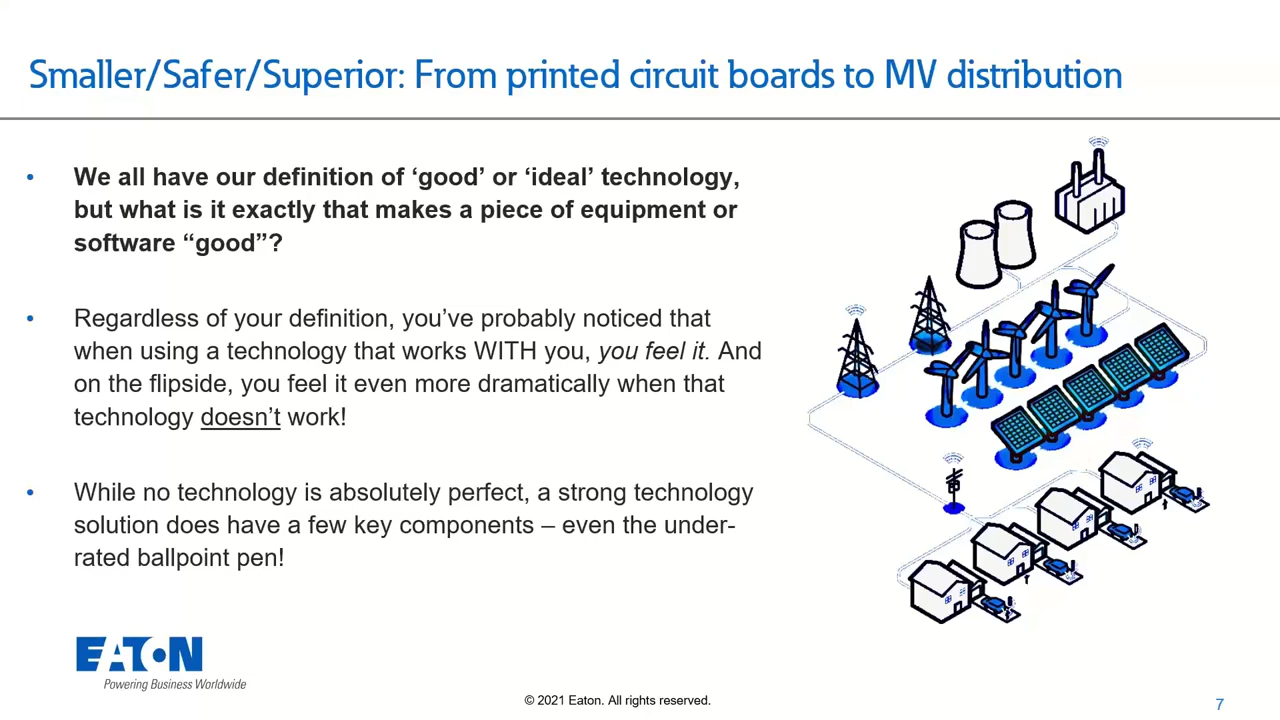 Smaller/Safer/Superior: From printed circuit boards to MV distribution
• We all have our definition of ‘good’ or ‘ideal’ technology,
but what is it exactly that makes a piece of equipment or
software “good”?
• Regardless of your definition, you’ve probably noticed that
when using a technology that works WITH you, you feel it. And
on the flipside, you feel it even more dramatically when that
technology doesn’t work!
• While no technology is absolutely perfect, a strong technology
solution does have a few key components – even the under-
rated ballpoint pen!
EATON
Powering Business Worldwide
© 2021 Eaton. All rights reserved.
7